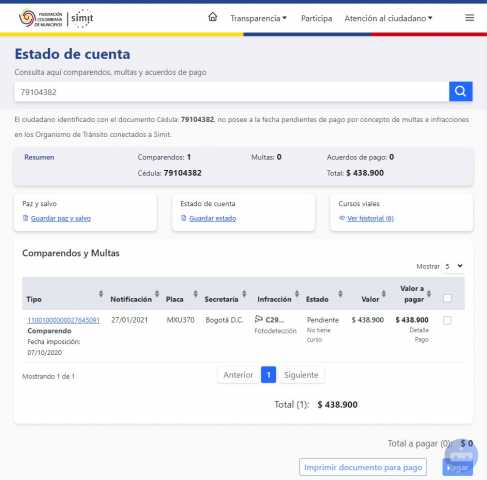 FEDERACIÓN
COLOMBIANA
DE MUNICIPIOS
simit
Transparencia
Participa
Atención al ciudadano
Estado de cuenta
Consulta aquí comparendos, multas y acuerdos de pago
79104382
El ciudadano identificado con el documento Cédula: 79104382, no posee a la fecha pendientes de pago por concepto de multas e infracciones
en los Organismo de Tránsito conectados a Simit.
Resumen
Comparendos: 1
Multas: 0
Acuerdos de pago: 0
Cédula: 79104382
Total: $ 438.900
Paz y salvo
Guardar paz y salvo
Estado de cuenta
Guardar estado
Cursos viales
Ver historial (0)
Comparendos y Multas
Mostrar 5
Tipo
Notificación
Placa
Secretaría
Infracción
Estado
Valor
Valor a
pagar
11001000000027645091
Comparendo
Fecha imposición:
07/10/2020
27/01/2021
MXU370
Bogotá D.C.
C29...
Fotodetección
Pendiente
No tiene
curso
$ 438.900
$ 438.900
Detalle
Pago
Mostrando 1 de 1
Anterior
1
Siguiente
Total (1): $ 438.900
Total a pagar (0): $ 0
Imprimir documento para pago
Pagar